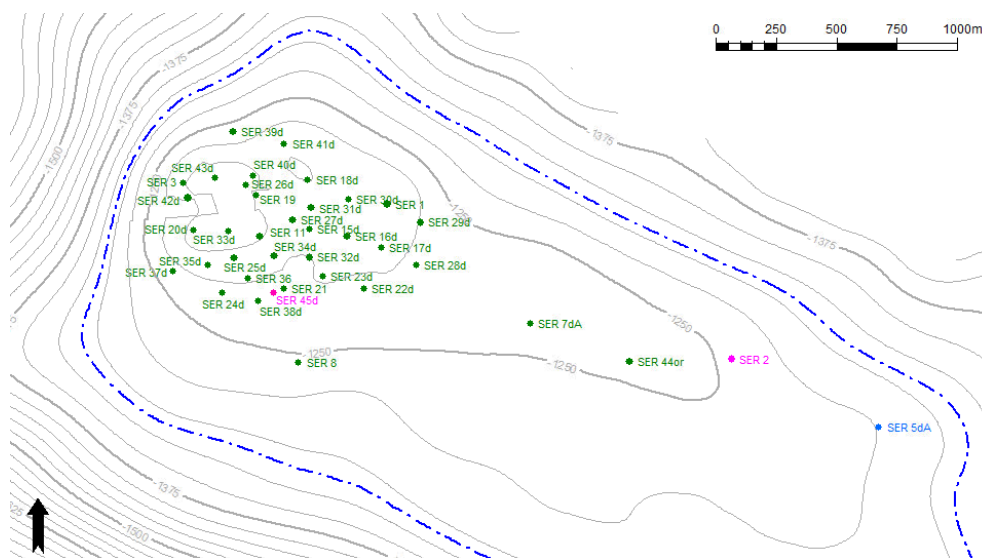 0 250 500 750 1000m
-1375
-1375
-1375
-1500
SER 39d
SER 41d
SER 43d
SER 40d
SER 3
SER 26d
SER 18d
SER 42d
SER 19
SER 30d
SER 1
SER 31d
-1250
SER 29d
SER 27d
SER 20d
SER 33d
SER 11
SER 15d
SER 16d
-1375
SER 17d
SER 34d
SER 35d
SER 25d
SER 32d
SER 28d
SER 37d
SER 36
SER 23d
SER 24d
SER 45d
SER 21
SER 22d
SER 38d
SER 7dA
-1250
-1250
SER 8
-1250
SER 44or
SER 2
SER 5dA
-1375
-1375
-1500